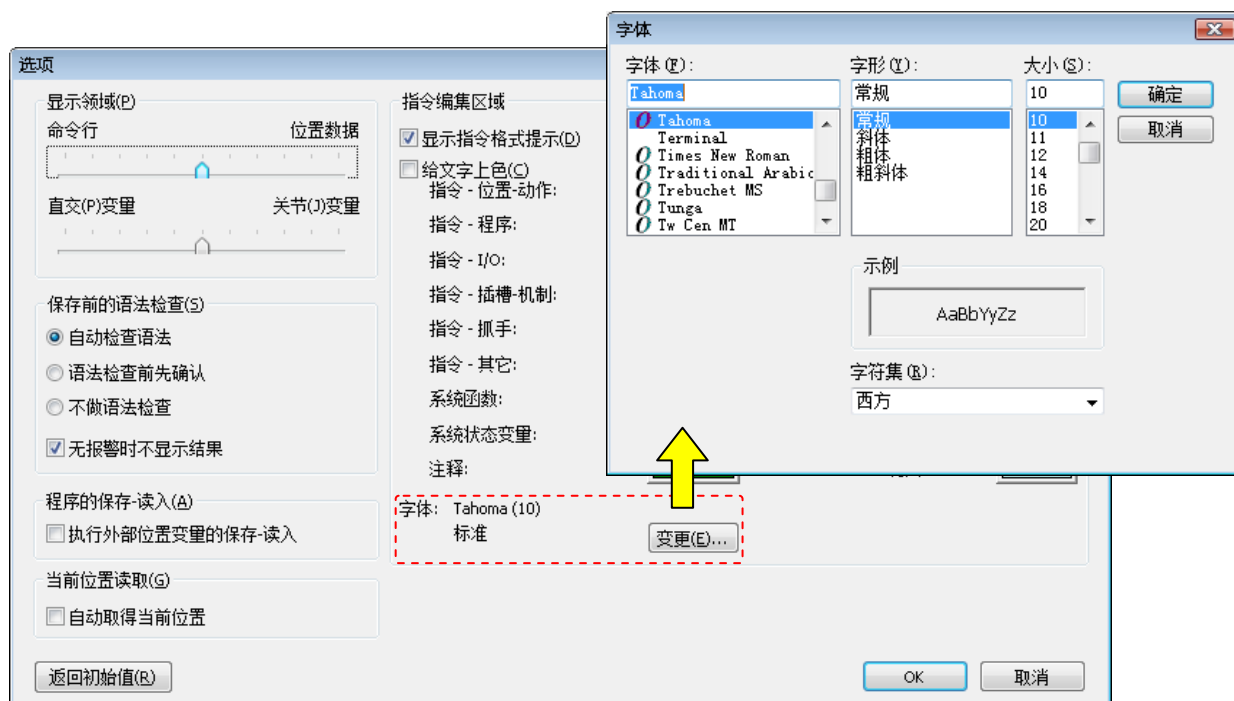 选项
显示领域(P)
命令行 位置数据
直交(P)变量 关节(J)变量
保存前的语法检查(S)
自动检查语法
语法检查前先确认
不做语法检查
无报警时不显示结果
程序的保存-读入(A)
执行外部位置变量的保存-读入
当前位置读取(G)
自动取得当前位置
返回初始值(R)
指令编辑区域
显示指令格式提示(D)
给文字上色(C)
指令 - 位置-动作:
指令 - 程序:
指令 - I/O:
指令 - 插槽-机制:
指令 - 抓手:
指令 - 其它:
系统函数:
系统状态变量:
注释:
字体: Tahoma (10)
标准
变更(E)...
OK 取消
字体
字体(F): 字形(Y): 大小(S):
Tahoma 常规 10 确定
取消
Tahoma
Terminal
Times New Roman
Traditional Arabic
Trebuchet MS
Tunga
Tw Cen MT
常规
斜体
粗体
粗斜体
10
11
12
14
16
18
20
示例
AaBbYyZz
字符集(R):
西方